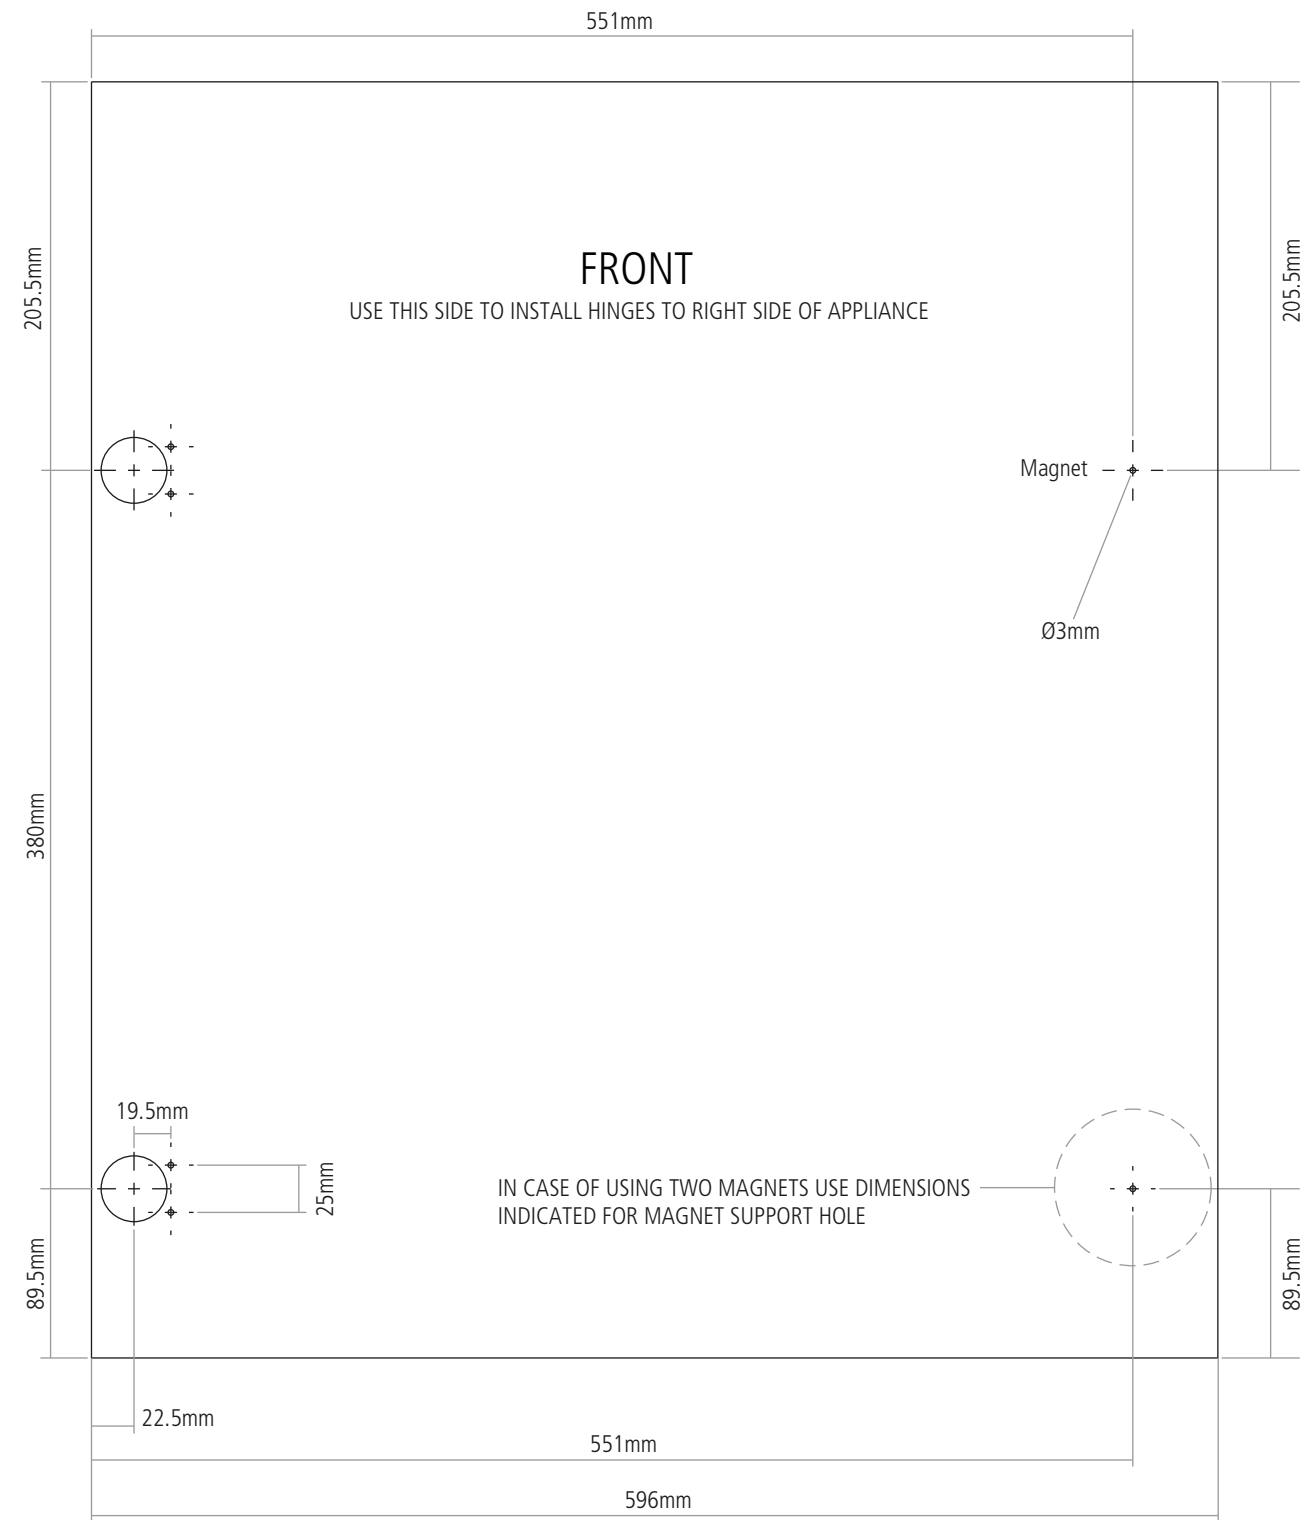 551mm
205.5mm
205.5mm
FRONT
USE THIS SIDE TO INSTALL HINGES TO RIGHT SIDE OF APPLIANCE
Magnet
Ø3mm
380mm
19.5mm
25mm
IN CASE OF USING TWO MAGNETS USE DIMENSIONS
INDICATED FOR MAGNET SUPPORT HOLE
89.5mm
89.5mm
22.5mm
551mm
596mm